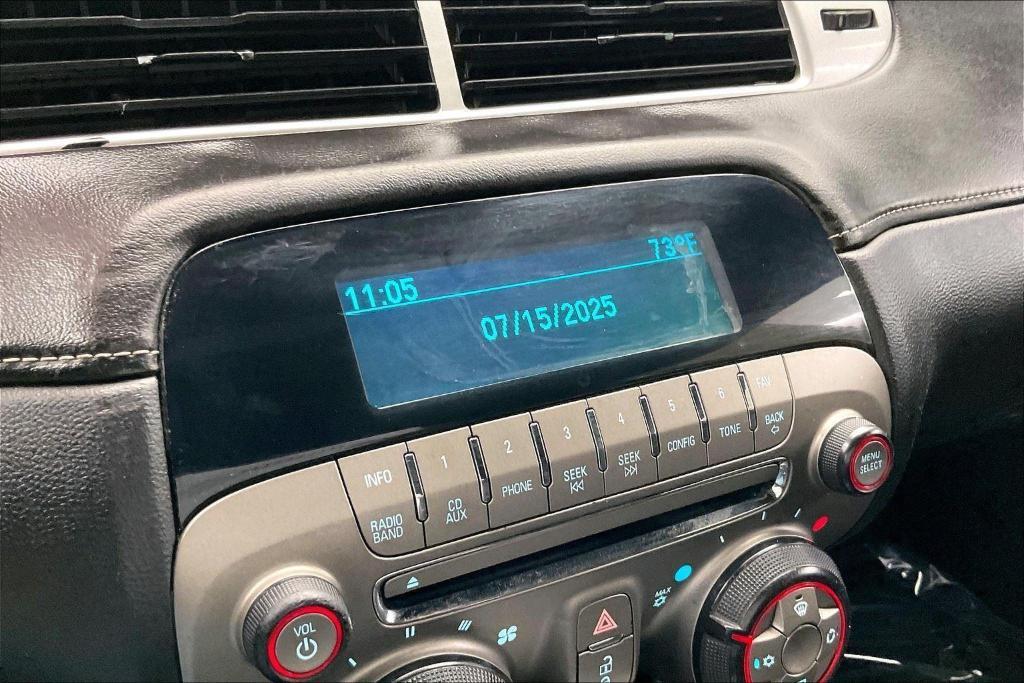 11:05
73°F
07/15/2025
INFO
1
2
3
4
5
6
FAV
RADIO
BAND
CD
AUX
PHONE
SEEK
SEEK
CONFIG
TONE
BACK
MENU
SELECT
VOL
MAX